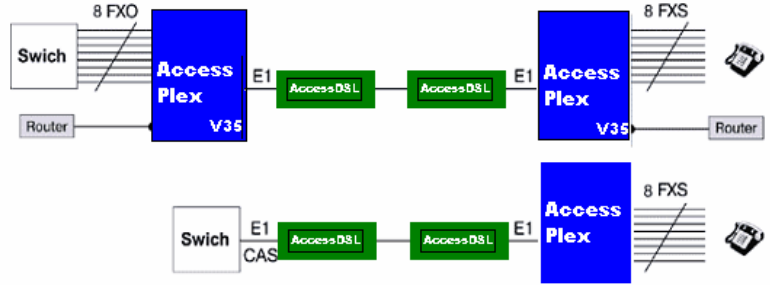 8 FXO
8 FXS
Swich
Access
Plex
E1
AccessDSL
AccessDSL
E1
Access
Plex
Router
V35
V35
Router
8 FXS
Swich
E1
CAS
AccessDSL
AccessDSL
E1
Access
Plex